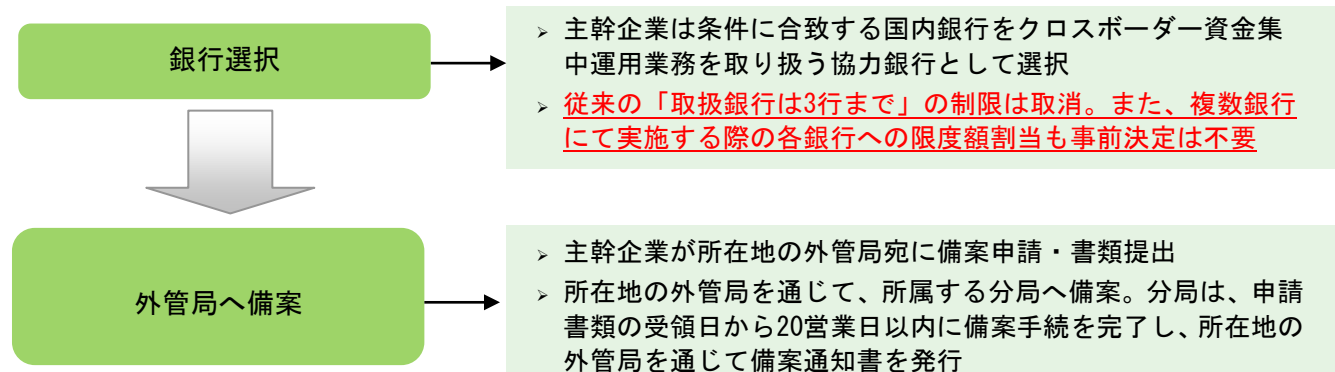 銀行選択
➢ 主幹企業は条件に合致する国内銀行をクロスボーダー資金集
中運用業務を取り扱う協力銀行として選択
➢ 従来の「取扱銀行は3行まで」の制限は取消。また、複数銀行
にて実施する際の各銀行への限度額割当も事前決定は不要
外管局へ備案
➢ 主幹企業が所在地の外管局宛に備案申請・書類提出
➢ 所在地の外管局を通じて、所属する分局へ備案。分局は、申請
書類の受領日から20営業日以内に備案手続を完了し、所在地の
外管局を通じて備案通知書を発行